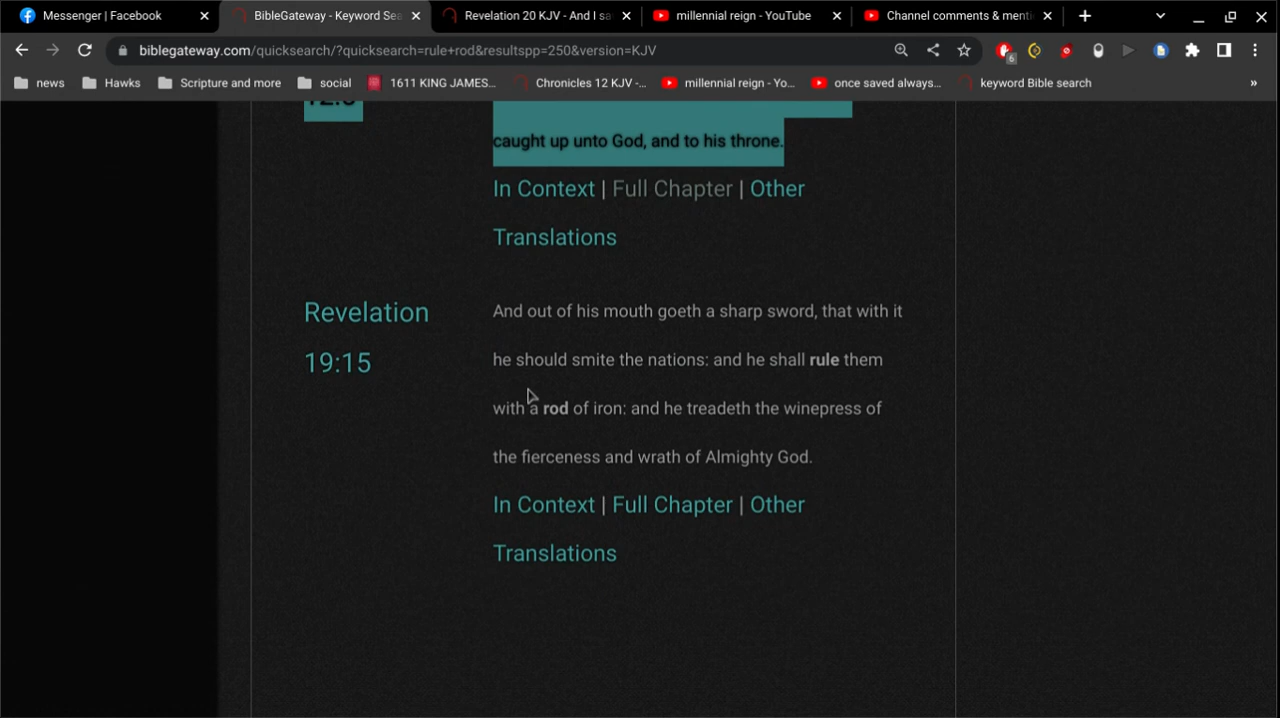 Messenger | Facebook
BibleGateway - Keyword Sea
Revelation 20 KJV - And I sa
millennial reign - YouTube
Channel comments & menti
biblegateway.com/quicksearch/?quicksearch=rule+rod&resultspp=250&version=KJV
6
news
Hawks
Scripture and more
social
1611 KING JAMES...
Chronicles 12 KJV -...
millennial reign - Yo...
once saved always...
keyword Bible search
»
12:5
caught up unto God, and to his throne.
In Context | Full Chapter | Other
Translations
Revelation
19:15
And out of his mouth goeth a sharp sword, that with it
he should smite the nations: and he shall rule them
with a rod of iron: and he treadeth the winepress of
the fierceness and wrath of Almighty God.
In Context | Full Chapter | Other
Translations